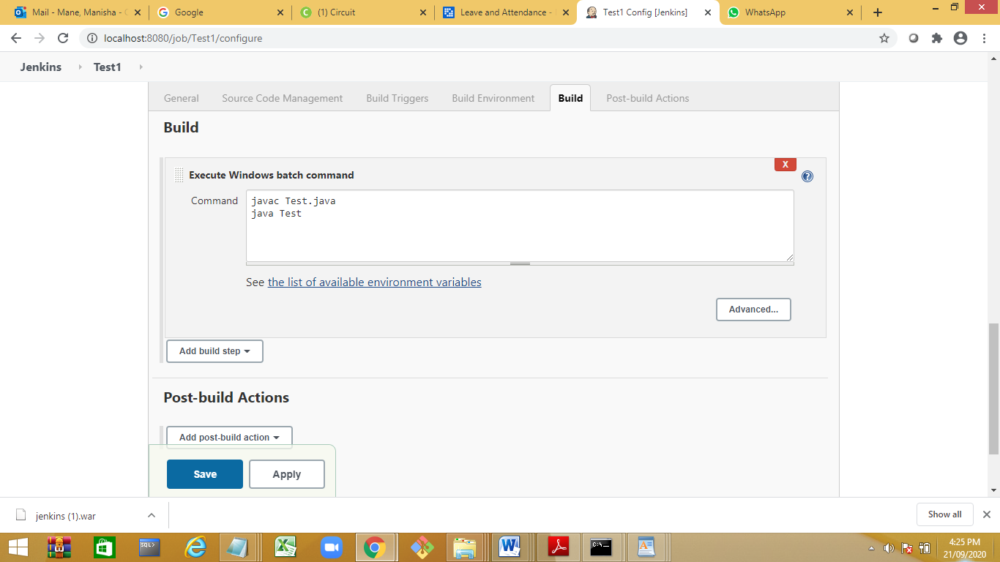 Mail - Mane, Manisha - O
Google
(1) Circuit
Leave and Attendance -
Test1 Config [Jenkins]
WhatsApp
localhost:8080/job/Test1/configure
Jenkins
Test1
General
Source Code Management
Build Triggers
Build Environment
Build
Post-build Actions
Build
X
Execute Windows batch command
?
Command
javac Test.java
java Test
See the list of available environment variables
Advanced...
Add build step
Post-build Actions
Add post-build action
Save
Apply
jenkins (1).war
Show all
SQL>
C:\
4:25 PM
21/09/2020